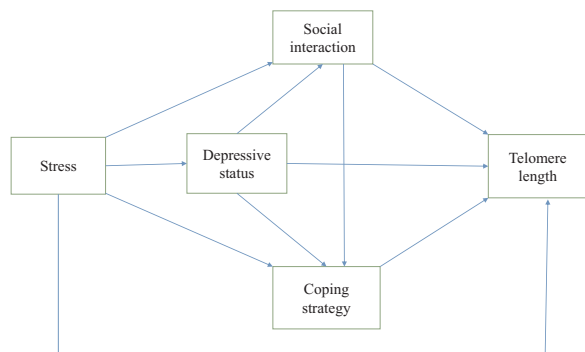 Social
interaction
Stress
Depressive
status
Telomere
length
Coping
strategy